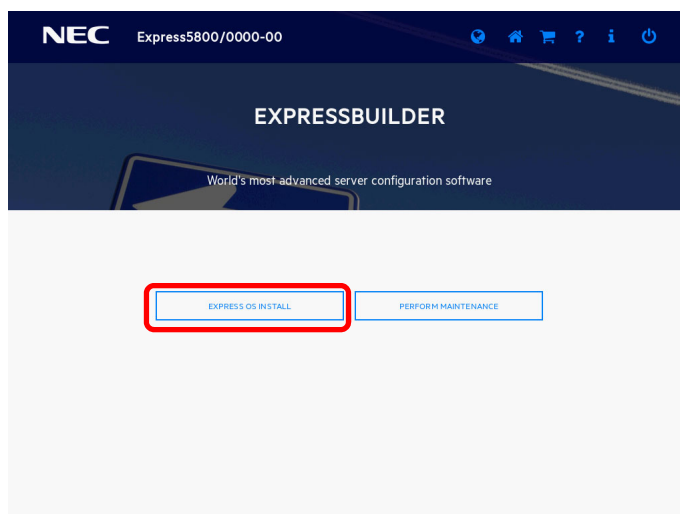 NEC Express5800/0000-00 ? i
EXPRESSBUILDER
World's most advanced server configuration software
EXPRESS OS INSTALL PERFORM MAINTENANCE